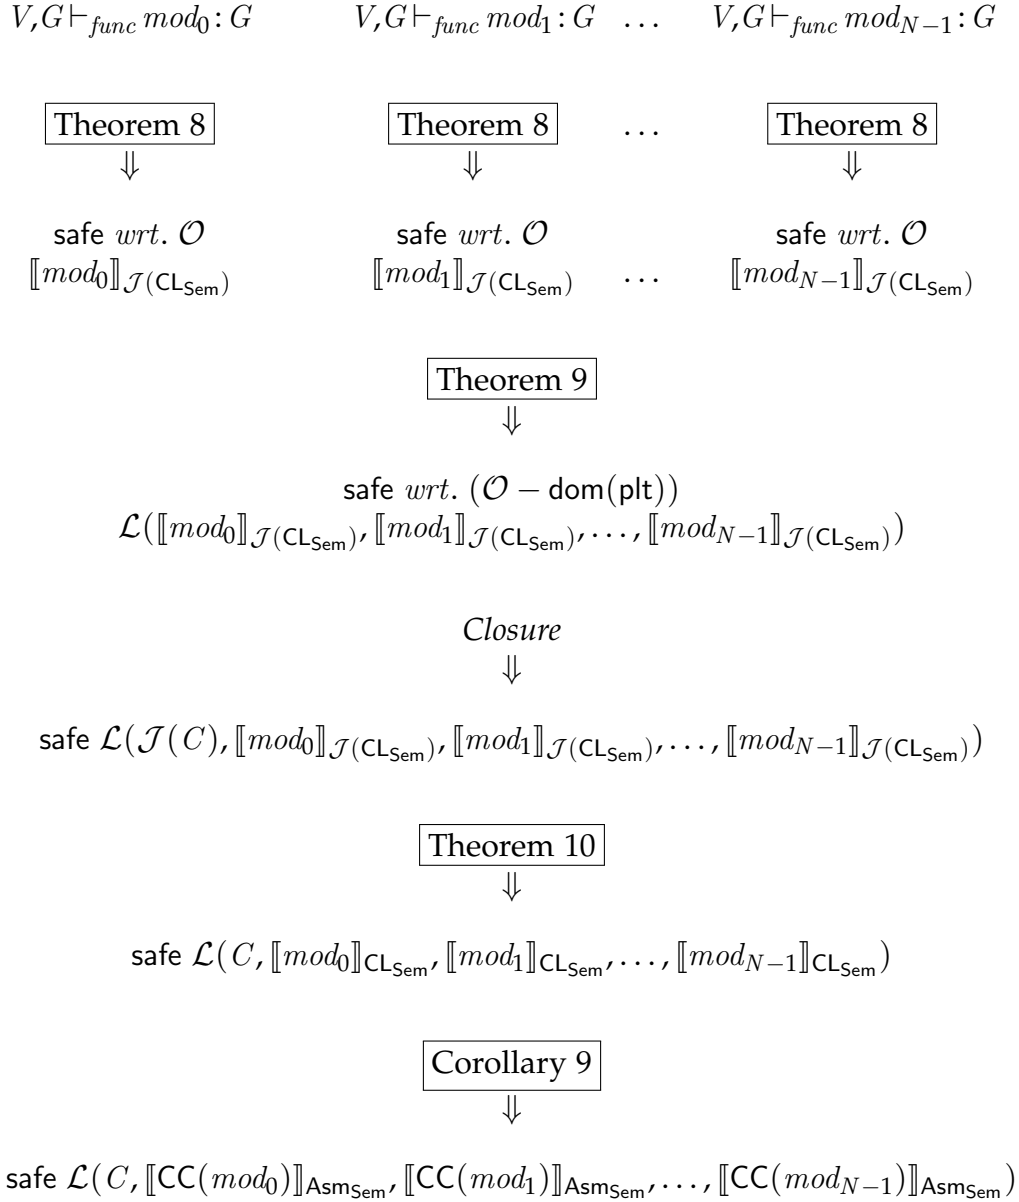 V,G ⊢func mod0 : G V,G ⊢func mod1 : G ... V,G ⊢func modN−1 : G
Theorem 8 Theorem 8 ... Theorem 8
⇓ ⇓ ⇓
safe wrt. 𝒪 safe wrt. 𝒪 safe wrt. 𝒪
⟦mod0⟧𝒥(CLSem) ⟦mod1⟧𝒥(CLSem) ... ⟦modN−1⟧𝒥(CLSem)
Theorem 9
⇓
safe wrt. (𝒪 − dom(plt))
ℒ(⟦mod0⟧𝒥(CLSem), ⟦mod1⟧𝒥(CLSem), ..., ⟦modN−1⟧𝒥(CLSem))
Closure
⇓
safe ℒ(𝒥(C), ⟦mod0⟧𝒥(CLSem), ⟦mod1⟧𝒥(CLSem), ..., ⟦modN−1⟧𝒥(CLSem))
Theorem 10
⇓
safe ℒ(C, ⟦mod0⟧CLSem, ⟦mod1⟧CLSem, ..., ⟦modN−1⟧CLSem)
Corollary 9
⇓
safe ℒ(C, ⟦CC(mod0)⟧AsmSem, ⟦CC(mod1)⟧AsmSem, ..., ⟦CC(modN−1)⟧AsmSem)